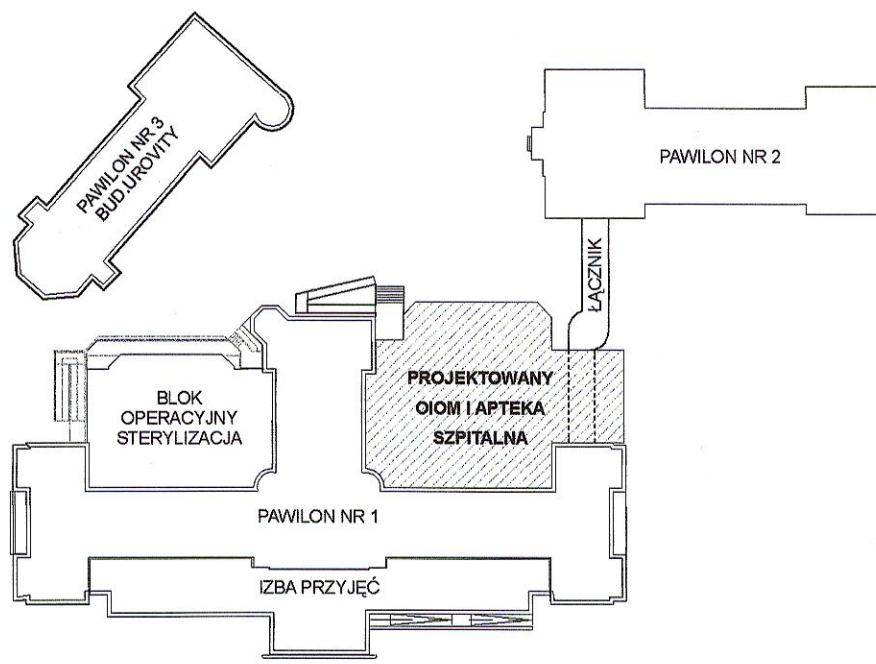 PAWILON NR 3
BUD.UROVITY
PAWILON NR 2
ŁĄCZNIK
BLOK
OPERACYJNY
STERYLIZACJA
PROJEKTOWANY
OIOM I APTEKA
SZPITALNA
PAWILON NR 1
IZBA PRZYJĘĆ